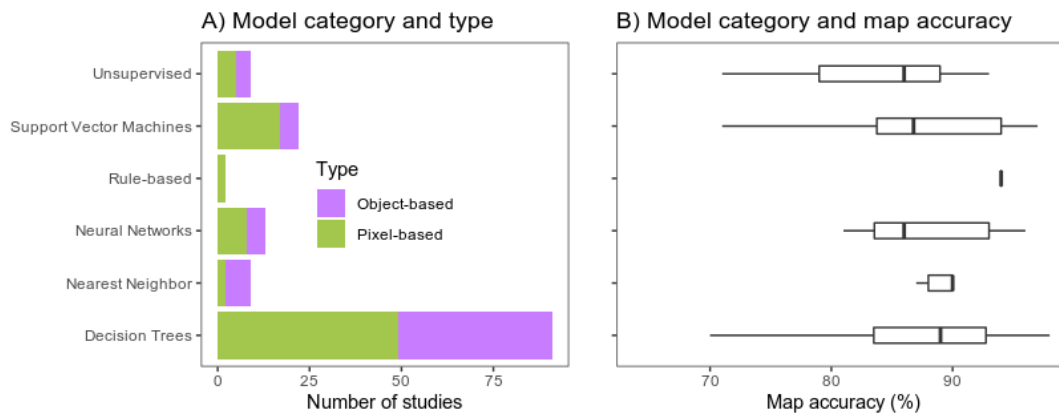 A) Model category and type
Unsupervised
Support Vector Machines
Rule-based
Neural Networks
Nearest Neighbor
Decision Trees
Type
Object-based
Pixel-based
0 25 50 75
Number of studies
B) Model category and map accuracy
70 80 90
Map accuracy (%)